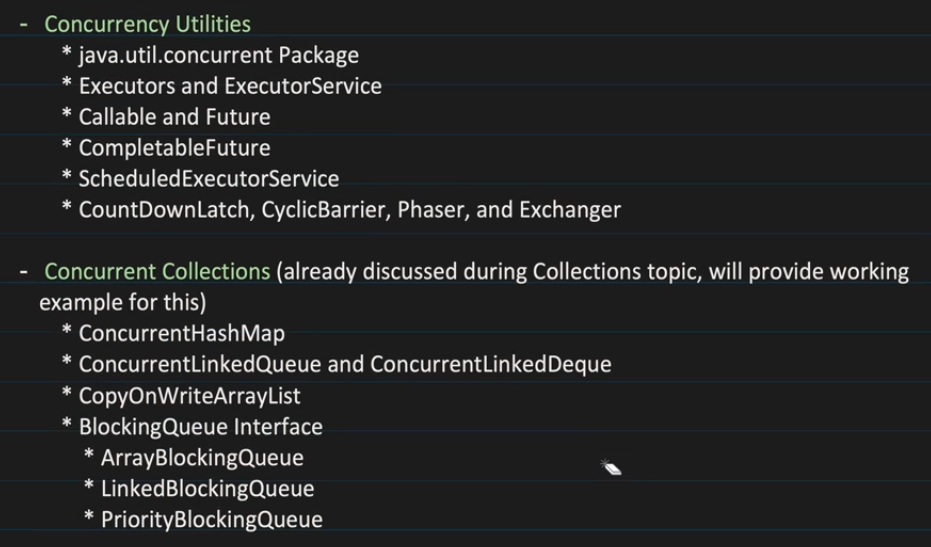 - Concurrency Utilities
* java.util.concurrent Package
* Executors and ExecutorService
* Callable and Future
* CompletableFuture
* ScheduledExecutorService
* CountDownLatch, CyclicBarrier, Phaser, and Exchanger
- Concurrent Collections (already discussed during Collections topic, will provide working
example for this)
* ConcurrentHashMap
* ConcurrentLinkedQueue and ConcurrentLinkedDeque
* CopyOnWriteArrayList
* BlockingQueue Interface
* ArrayBlockingQueue
* LinkedBlockingQueue
* PriorityBlockingQueue